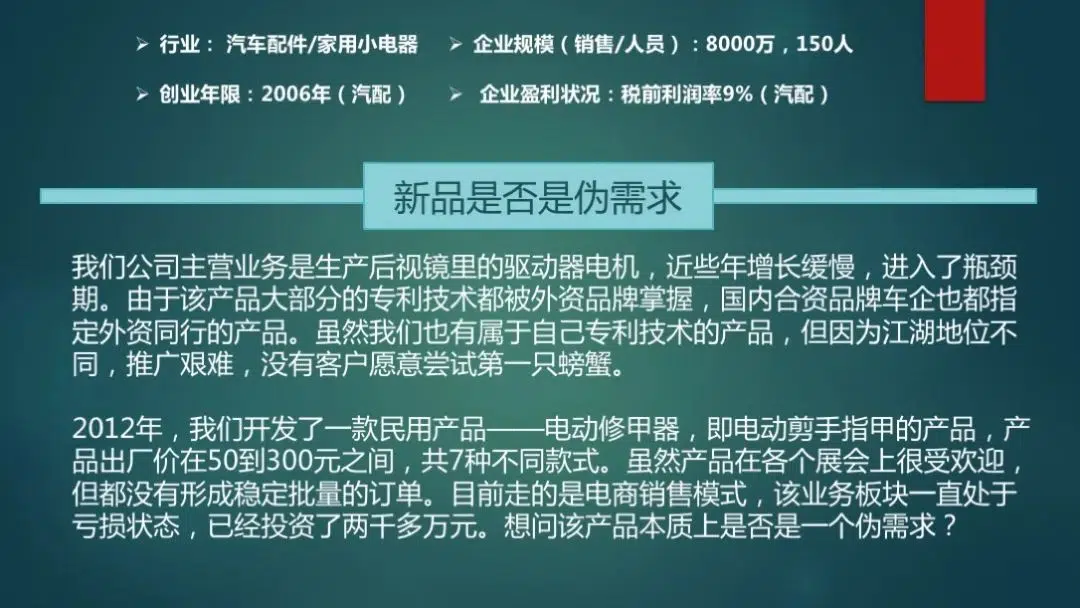 行业： 汽车配件/家用小电器
企业规模（销售/人员）：8000万，150人
创业年限：2006年（汽配）
企业盈利状况：税前利润率9%（汽配）
新品是否是伪需求
我们公司主营业务是生产后视镜里的驱动器电机，近些年增长缓慢，进入了瓶颈
期。由于该产品大部分的专利技术都被外资品牌掌握，国内合资品牌车企也都指
定外资同行的产品。虽然我们也有属于自己专利技术的产品，但因为江湖地位不
同，推广艰难，没有客户愿意尝试第一只螃蟹。
2012年，我们开发了一款民用产品——电动修甲器，即电动剪手指甲的产品，产
品出厂价在50到300元之间，共7种不同款式。虽然产品在各个展会上很受欢迎，
但都没有形成稳定批量的订单。目前走的是电商销售模式，该业务板块一直处于
亏损状态，已经投资了两千多万元。想问该产品本质上是否是一个伪需求？